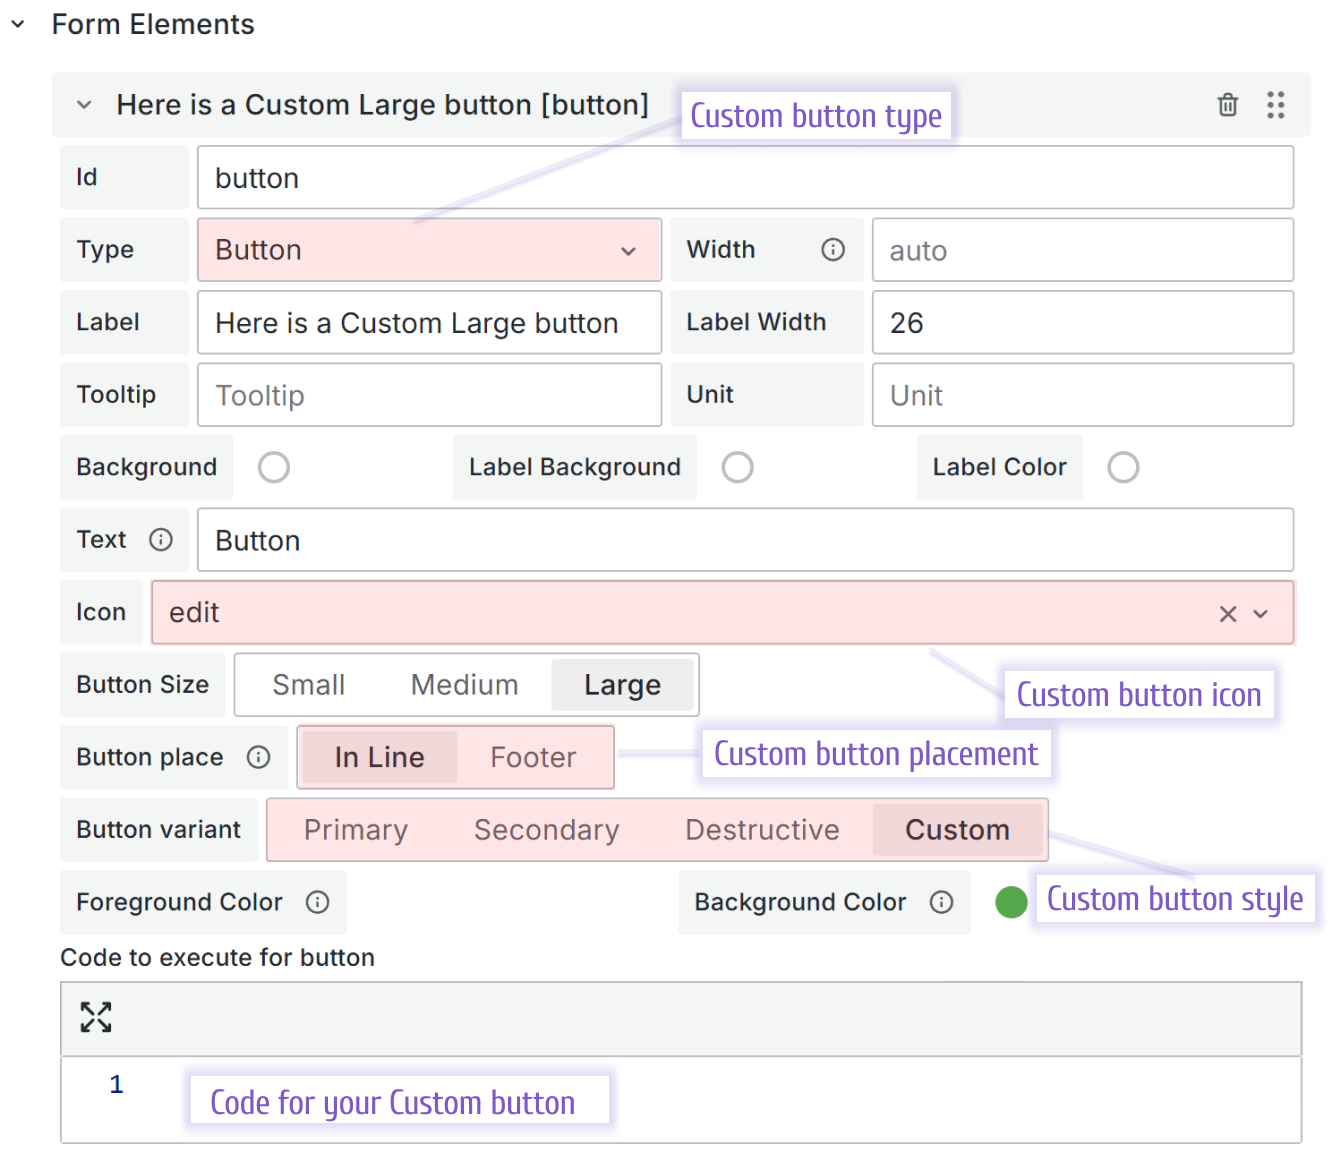 Form Elements
Here is a Custom Large button [button]
Custom button type
Id
button
Type
Button
Width
auto
Label
Here is a Custom Large button
Label Width
26
Tooltip
Tooltip
Unit
Unit
Background
Label Background
Label Color
Text
Button
Icon
edit
Button Size
Small
Medium
Large
Custom button icon
Button place
In Line
Footer
Custom button placement
Button variant
Primary
Secondary
Destructive
Custom
Foreground Color
Background Color
Custom button style
Code to execute for button
1
Code for your Custom button